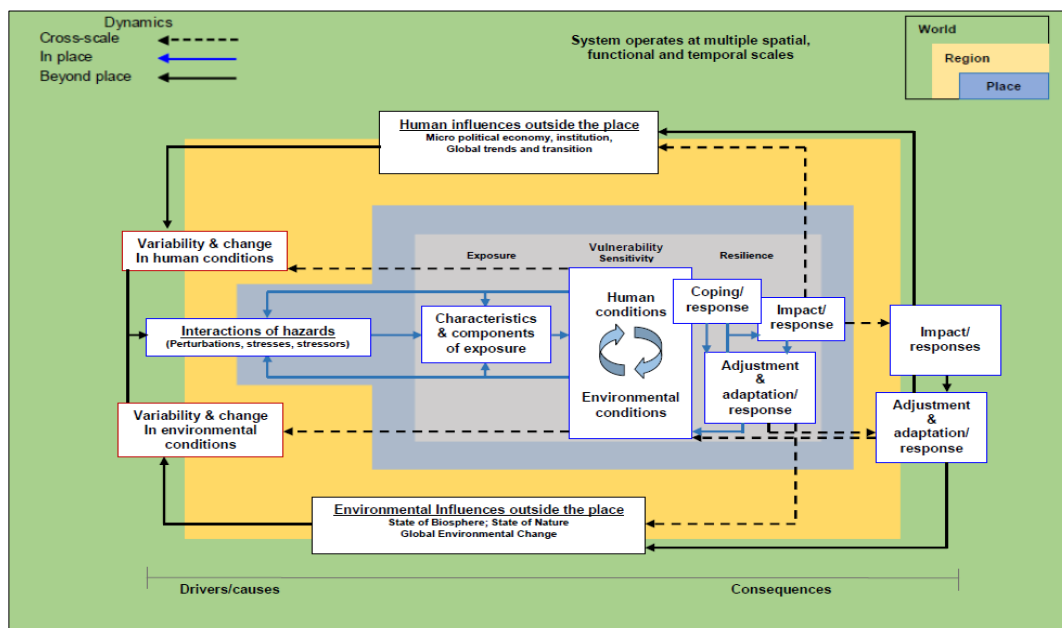 Dynamics
Cross-scale
In place
Beyond place
System operates at multiple spatial,
functional and temporal scales
World
Region
Place
Human influences outside the place
Micro political economy, institution,
Global trends and transition
Variability & change
In human conditions
Exposure
Vulnerability
Sensitivity
Resilience
Interactions of hazards
(Perturbations, stresses, stressors)
Characteristics
& components
of exposure
Human
conditions
Environmental
conditions
Coping/
response
Impact/
response
Adjustment
&
adaptation/
response
Impact/
responses
Adjustment
&
adaptation/
response
Variability & change
In environmental
conditions
Environmental Influences outside the place
State of Biosphere; State of Nature
Global Environmental Change
Drivers/causes
Consequences